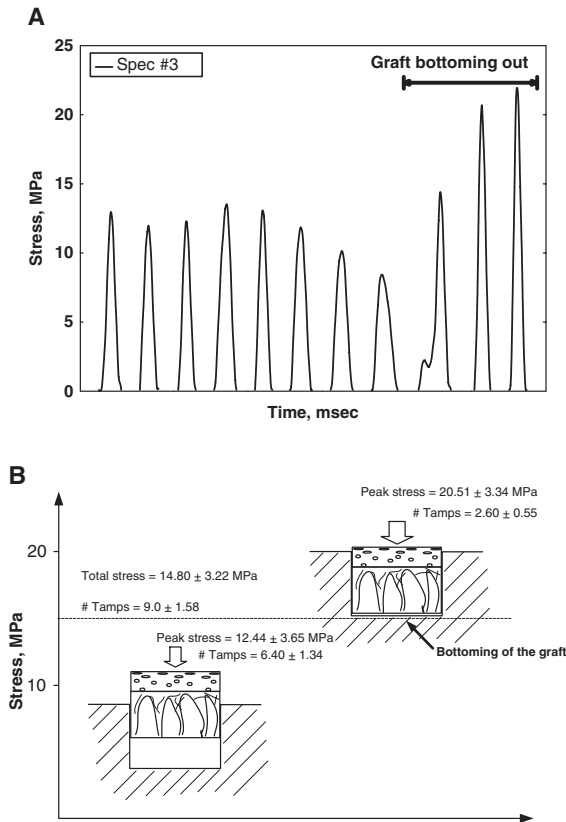 A
25
20
15
10
5
0
Stress, MPa
Spec #3
Graft bottoming out
Time, msec
B
Stress, MPa
20
10
Peak stress = 20.51 ± 3.34 MPa
# Tamps = 2.60 ± 0.55
Total stress = 14.80 ± 3.22 MPa
# Tamps = 9.0 ± 1.58
Peak stress = 12.44 ± 3.65 MPa
# Tamps = 6.40 ± 1.34
Bottoming of the graft